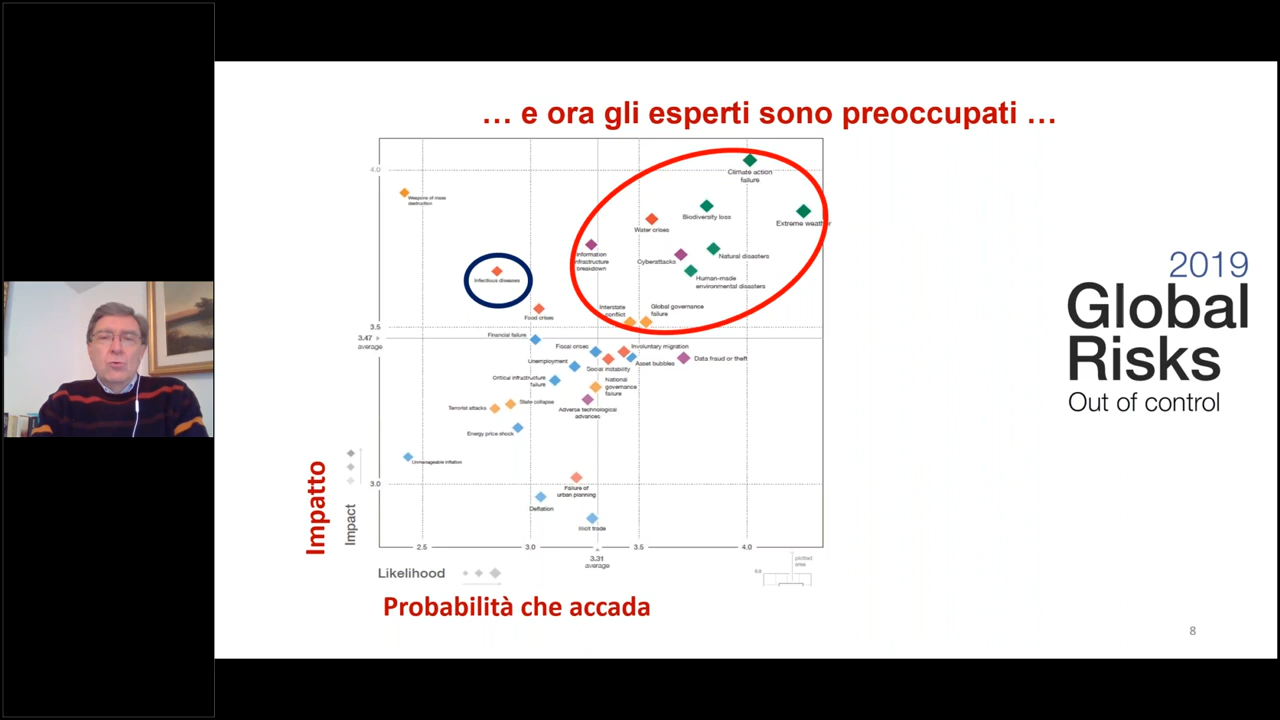 … e ora gli esperti sono preoccupati …
4.0
Climate action
failure
Weapons of mass
destruction
Biodiversity loss
Extreme weather
Water crises
Information
infrastructure
breakdown
Cyberattacks
Natural disasters
Infectious diseases
Human-made
environmental disasters
Interstate
conflict
Global governance
failure
Food crises
3.5
3.47
average
Financial failure
Fiscal crises
Involuntary migration
Unemployment
Social instability
Asset bubbles
Data fraud or theft
Critical infrastructure
failure
National
governance
failure
Terrorist attacks
State collapse
Adverse technological
advances
Energy price shock
Unmanageable inflation
3.0
Failure of
urban planning
Deflation
Illicit trade
Impatto
Impact
2.5
3.0
3.5
4.0
3.31
average
plotted
area
Likelihood
Probabilità che accada
2019
Global
Risks
Out of control
8